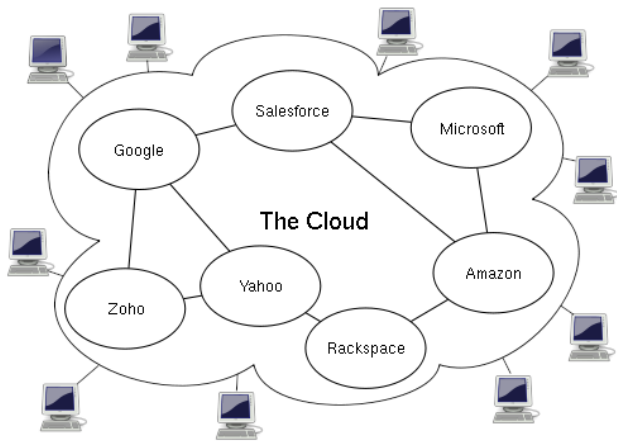 Salesforce
Microsoft
Google
The Cloud
Amazon
Yahoo
Zoho
Rackspace